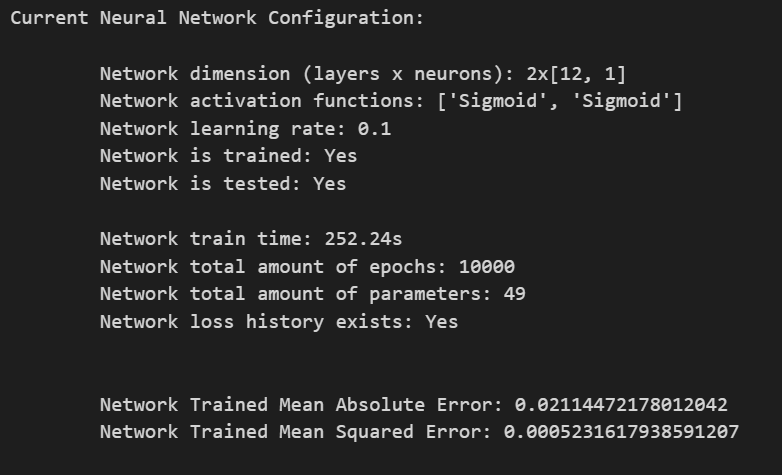 Current Neural Network Configuration:
Network dimension (layers x neurons): 2x[12, 1]
Network activation functions: ['Sigmoid', 'Sigmoid']
Network learning rate: 0.1
Network is trained: Yes
Network is tested: Yes
Network train time: 252.24s
Network total amount of epochs: 10000
Network total amount of parameters: 49
Network loss history exists: Yes
Network Trained Mean Absolute Error: 0.02114472178012042
Network Trained Mean Squared Error: 0.0005231617938591207